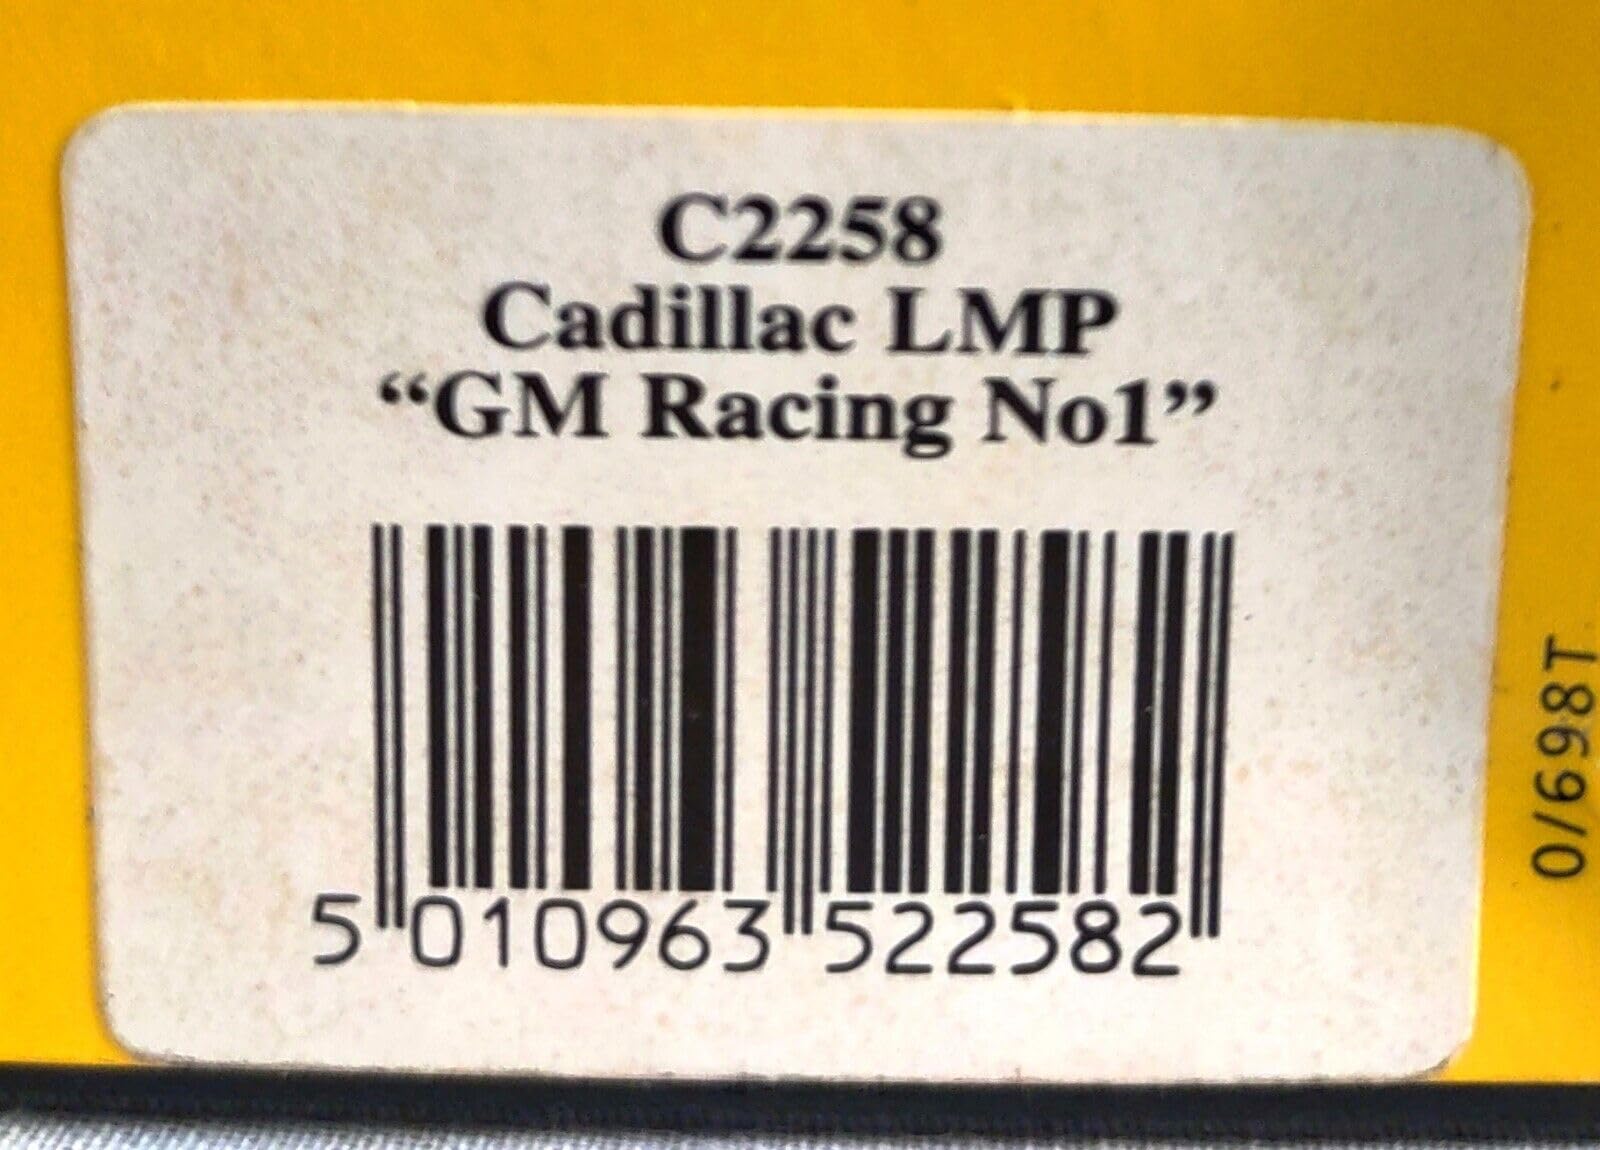 C2258
Cadillac LMP
“GM Racing No1”
5 010963 522582
0/698T